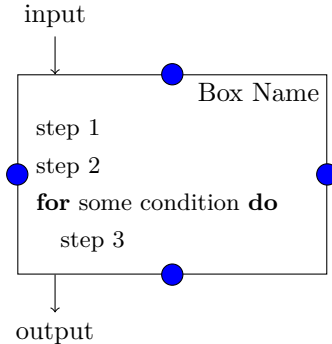 input
Box Name
step 1
step 2
for some condition do
step 3
output